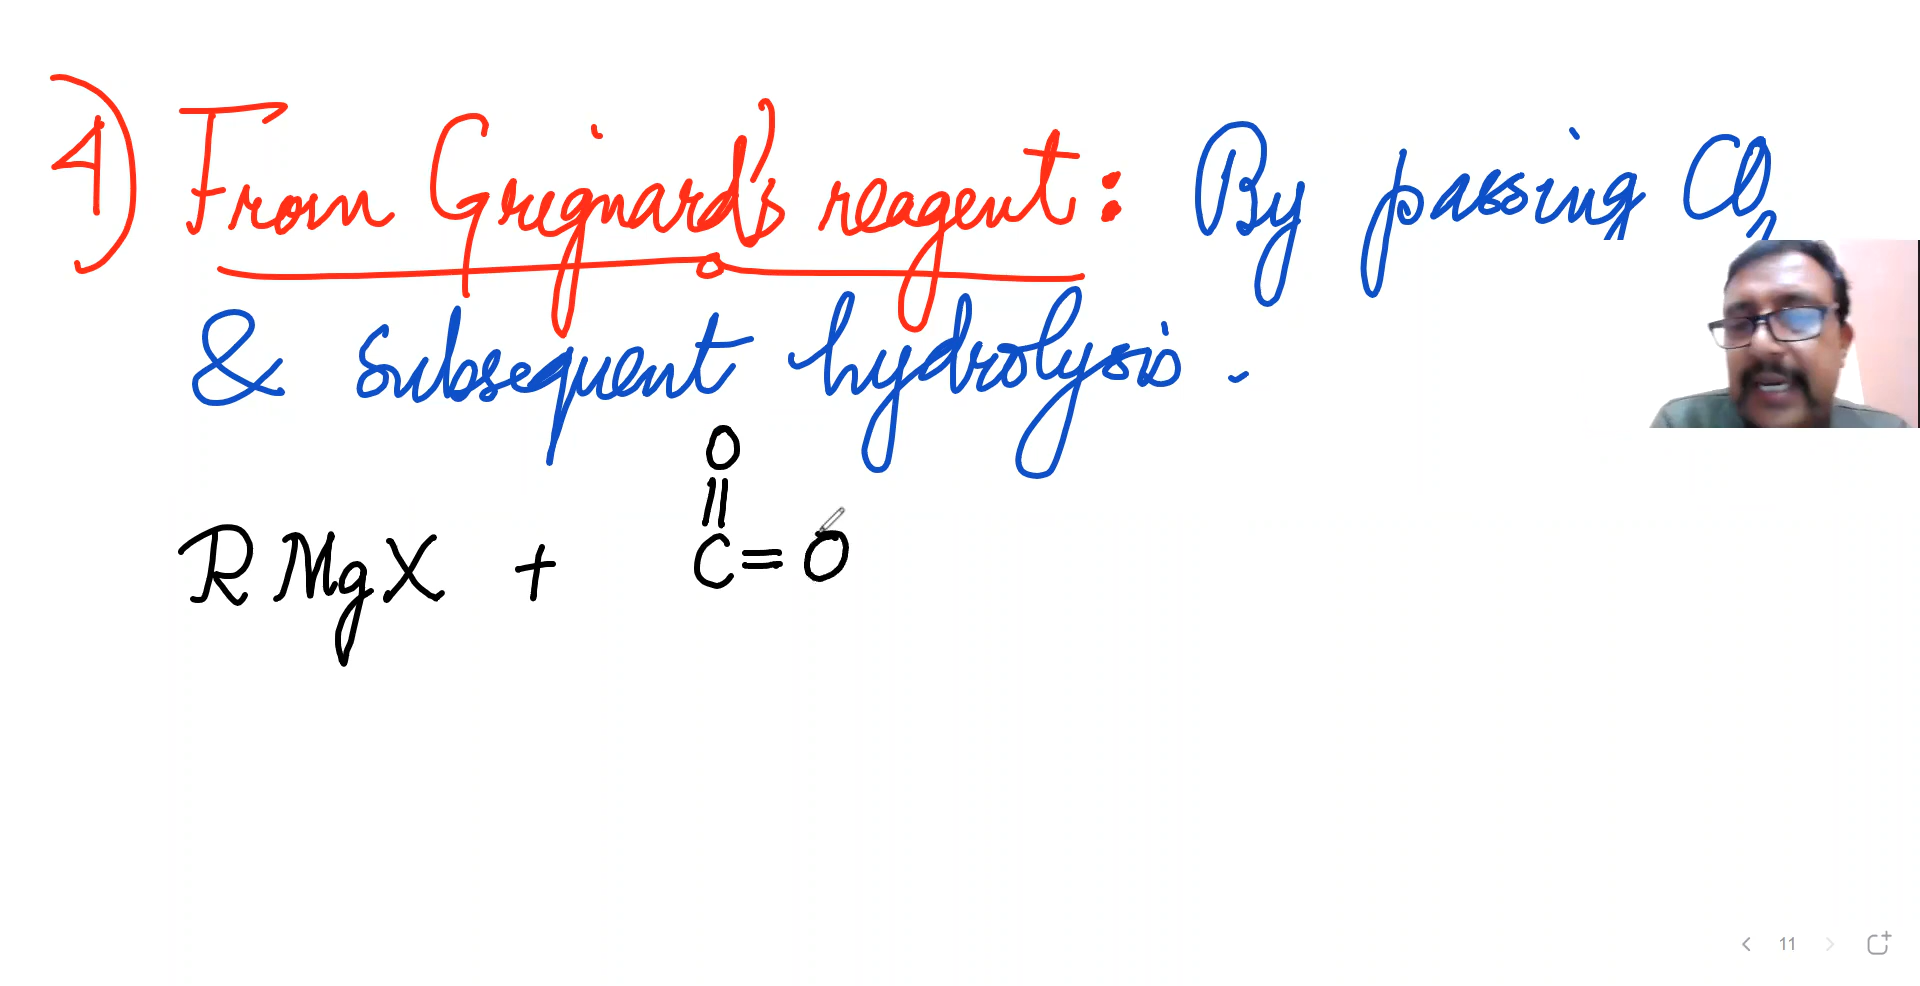 4) From Grignard's reagent : By passing CO2
& subsequent hydrolysis .
O
||
RMgX + C = O
11